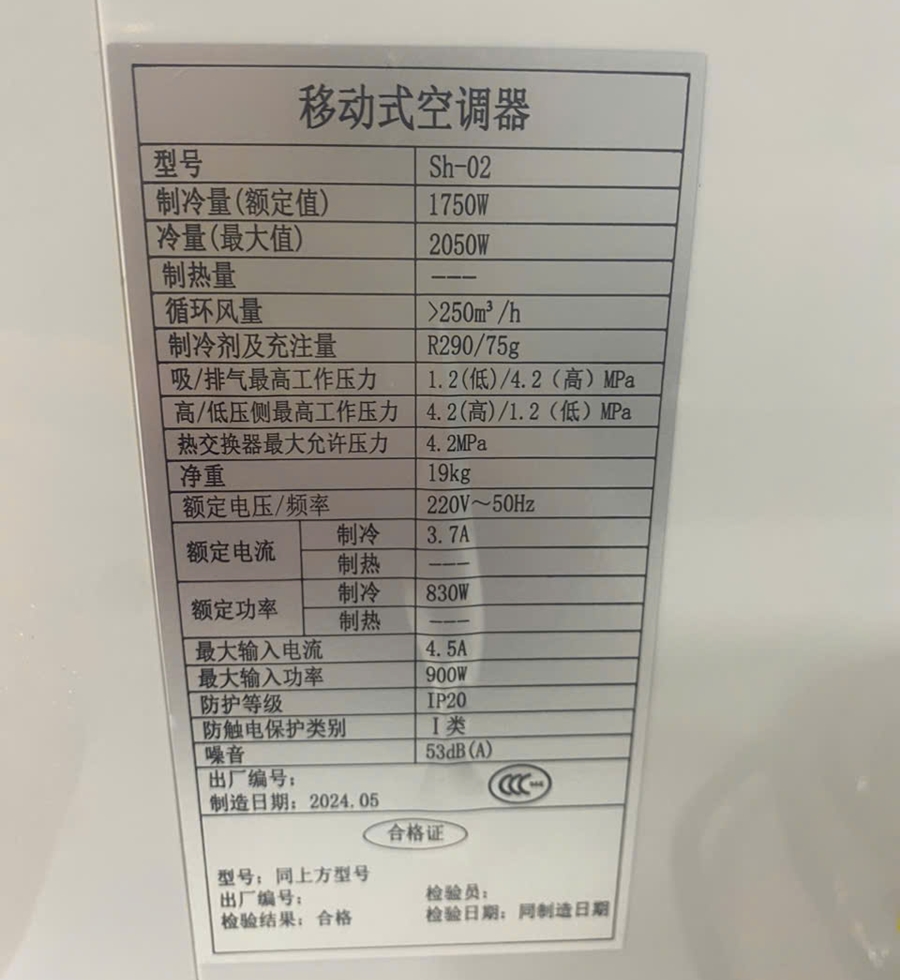 移动式空调器
型号 Sh-02
制冷量(额定值) 1750W
冷量(最大值) 2050W
制热量 ---
循环风量 >250m³/h
制冷剂及充注量 R290/75g
吸/排气最高工作压力 1.2(低)/4.2（高）MPa
高/低压侧最高工作压力 4.2(高)/1.2（低）MPa
热交换器最大允许压力 4.2MPa
净重 19kg
额定电压/频率 220V～50Hz
额定电流 制冷 3.7A
制热 ---
额定功率 制冷 830W
制热 ---
最大输入电流 4.5A
最大输入功率 900W
防护等级 IP20
防触电保护类别 I 类
噪音 53dB(A)
出厂编号：
制造日期：2024.05
合格证
型号：同上方型号
出厂编号： 检验员：
检验结果：合格 检验日期：同制造日期